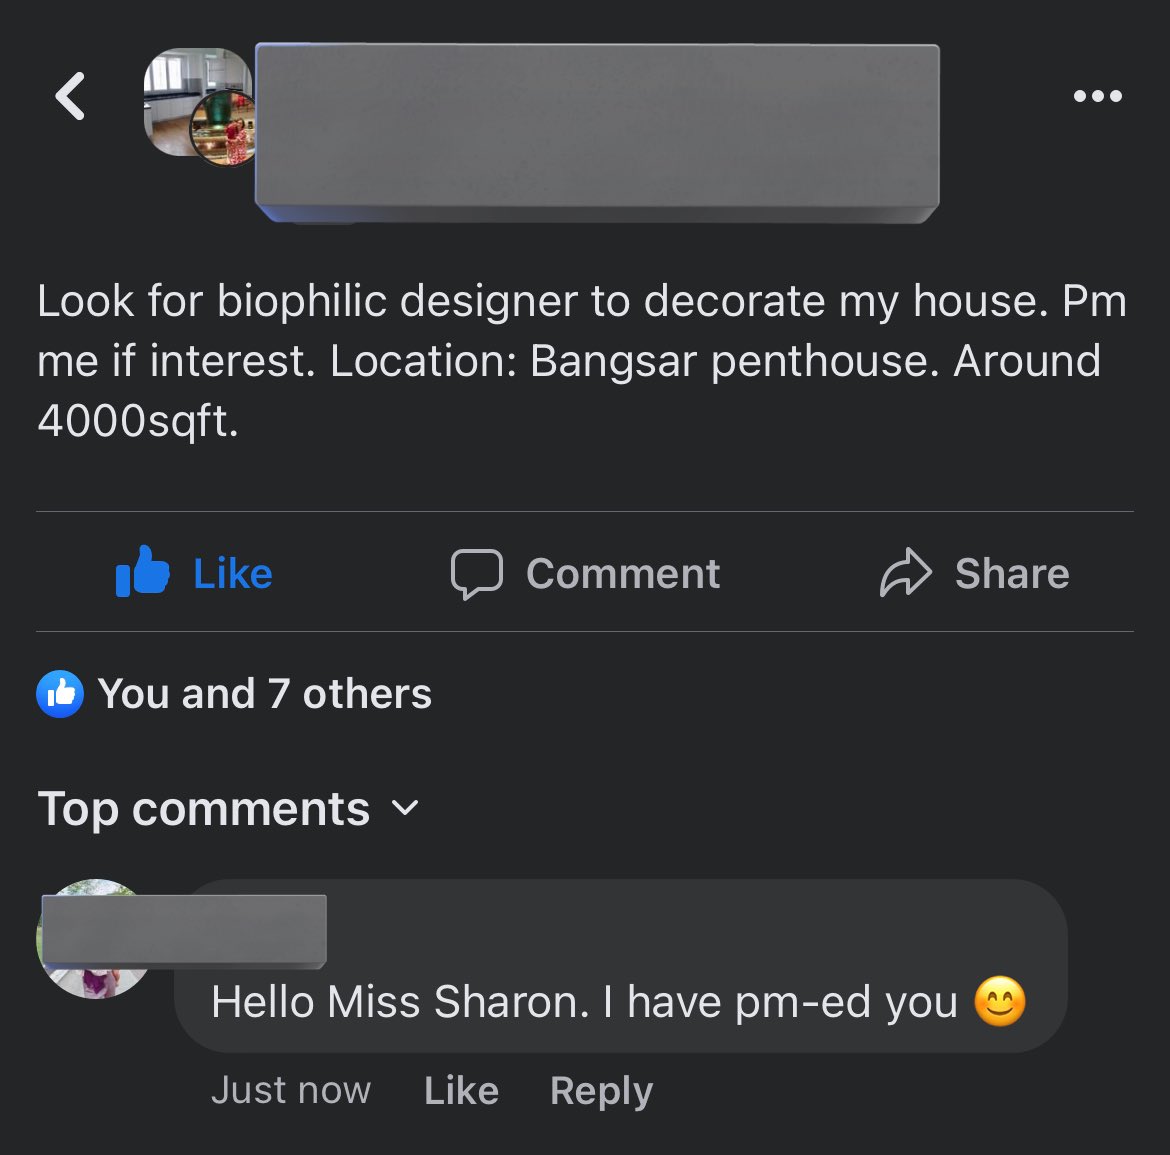 Look for biophilic designer to decorate my house. Pm
me if interest. Location: Bangsar penthouse. Around
4000sqft.
Like
Comment
Share
You and 7 others
Top comments
Hello Miss Sharon. I have pm-ed you 😊
Just now
Like
Reply